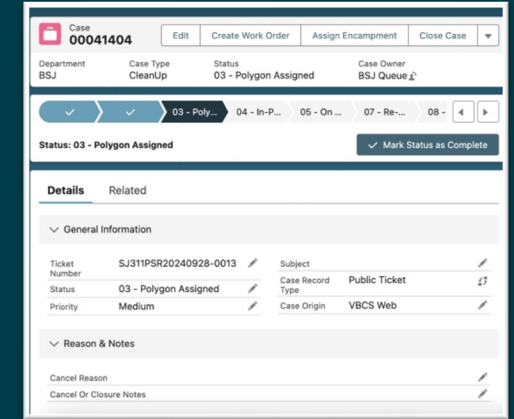 Case
00041404
Edit
Create Work Order
Assign Encampment
Close Case
Department
BSJ
Case Type
CleanUp
Status
03 - Polygon Assigned
Case Owner
BSJ Queue
03 - Poly...
04 - In-P...
05 - On ...
07 - Re-...
08 -
Status: 03 - Polygon Assigned
Mark Status as Complete
Details
Related
General Information
Ticket
Number
SJ311PSR20240928-0013
Subject
Status
03 - Polygon Assigned
Case Record
Type
Public Ticket
Priority
Medium
Case Origin
VBCS Web
Reason & Notes
Cancel Reason
Cancel Or Closure Notes